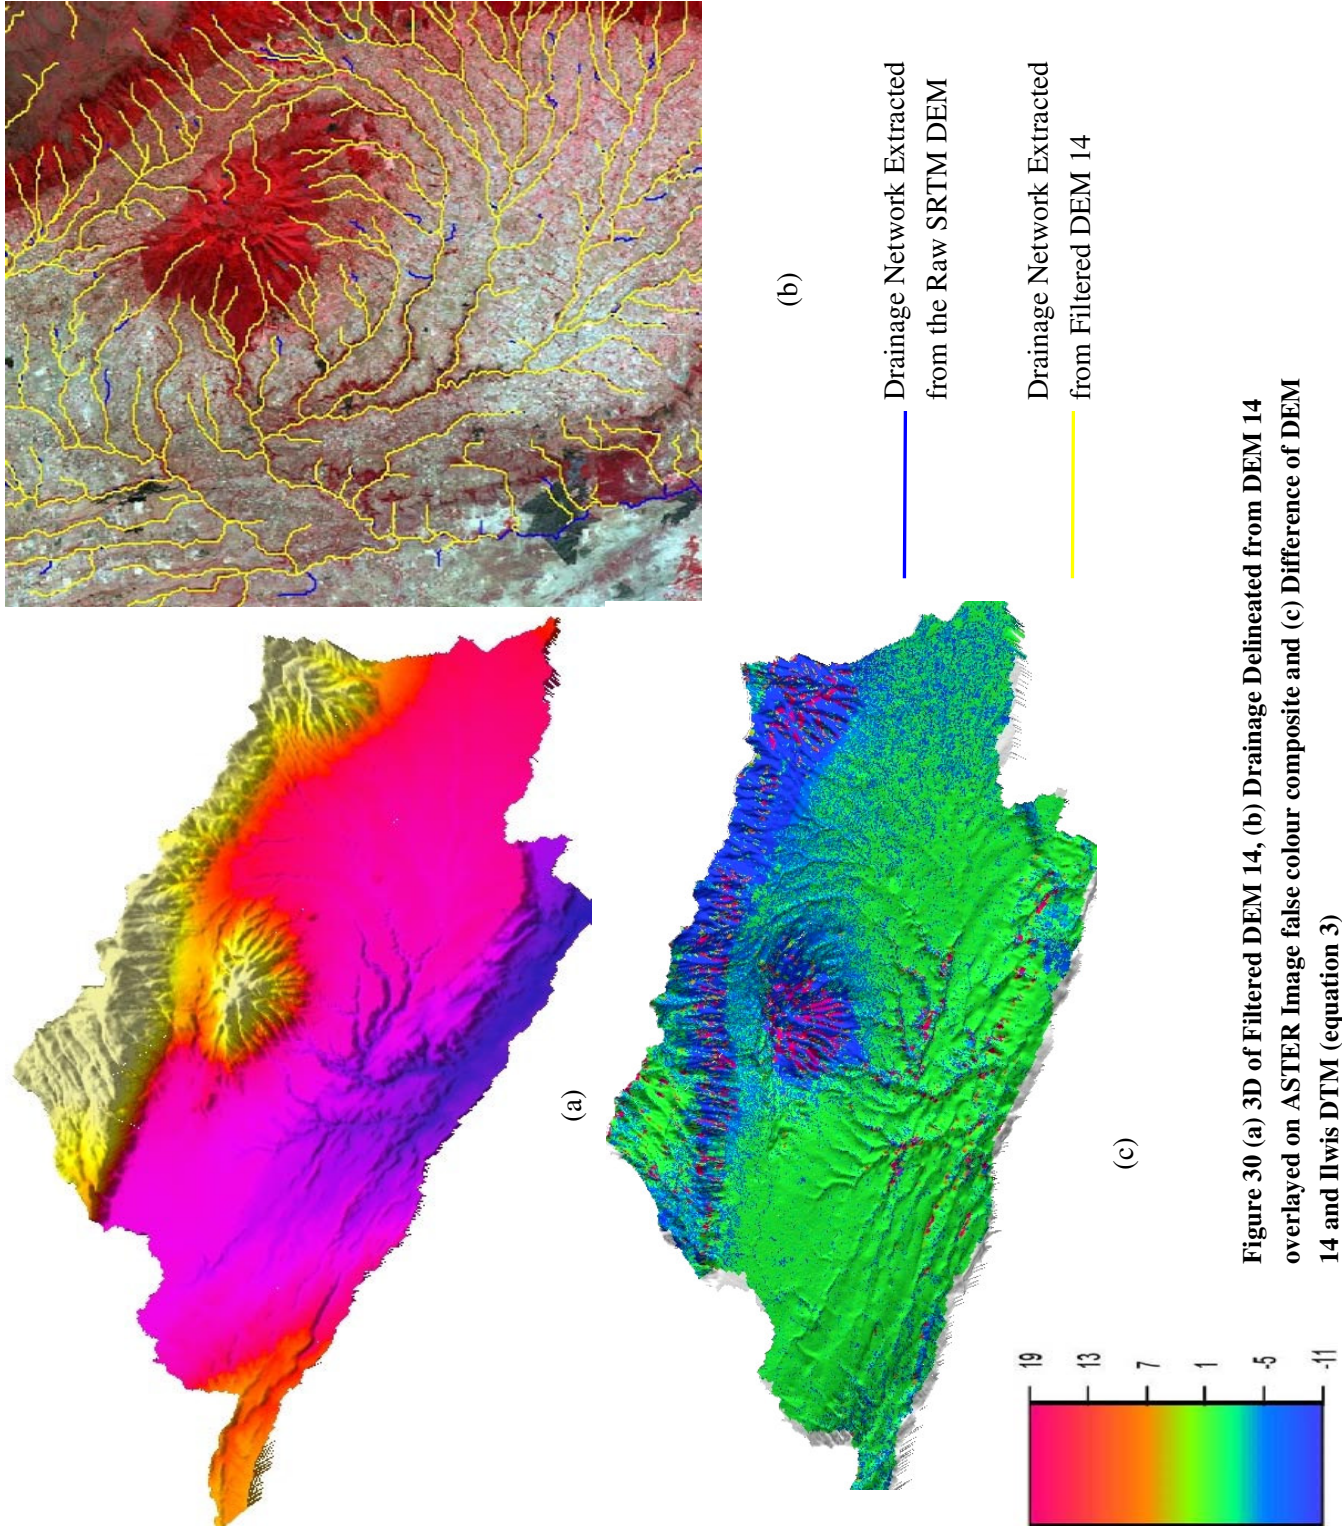 (a)
(b)
Drainage Network Extracted
from the Raw SRTM DEM
Drainage Network Extracted
from Filtered DEM 14
(c)
19
13
7
1
-5
-11
Figure 30 (a) 3D of Filtered DEM 14, (b) Drainage Delineated from DEM 14
overlayed on ASTER Image false colour composite and (c) Difference of DEM
14 and Ilwis DTM (equation 3)